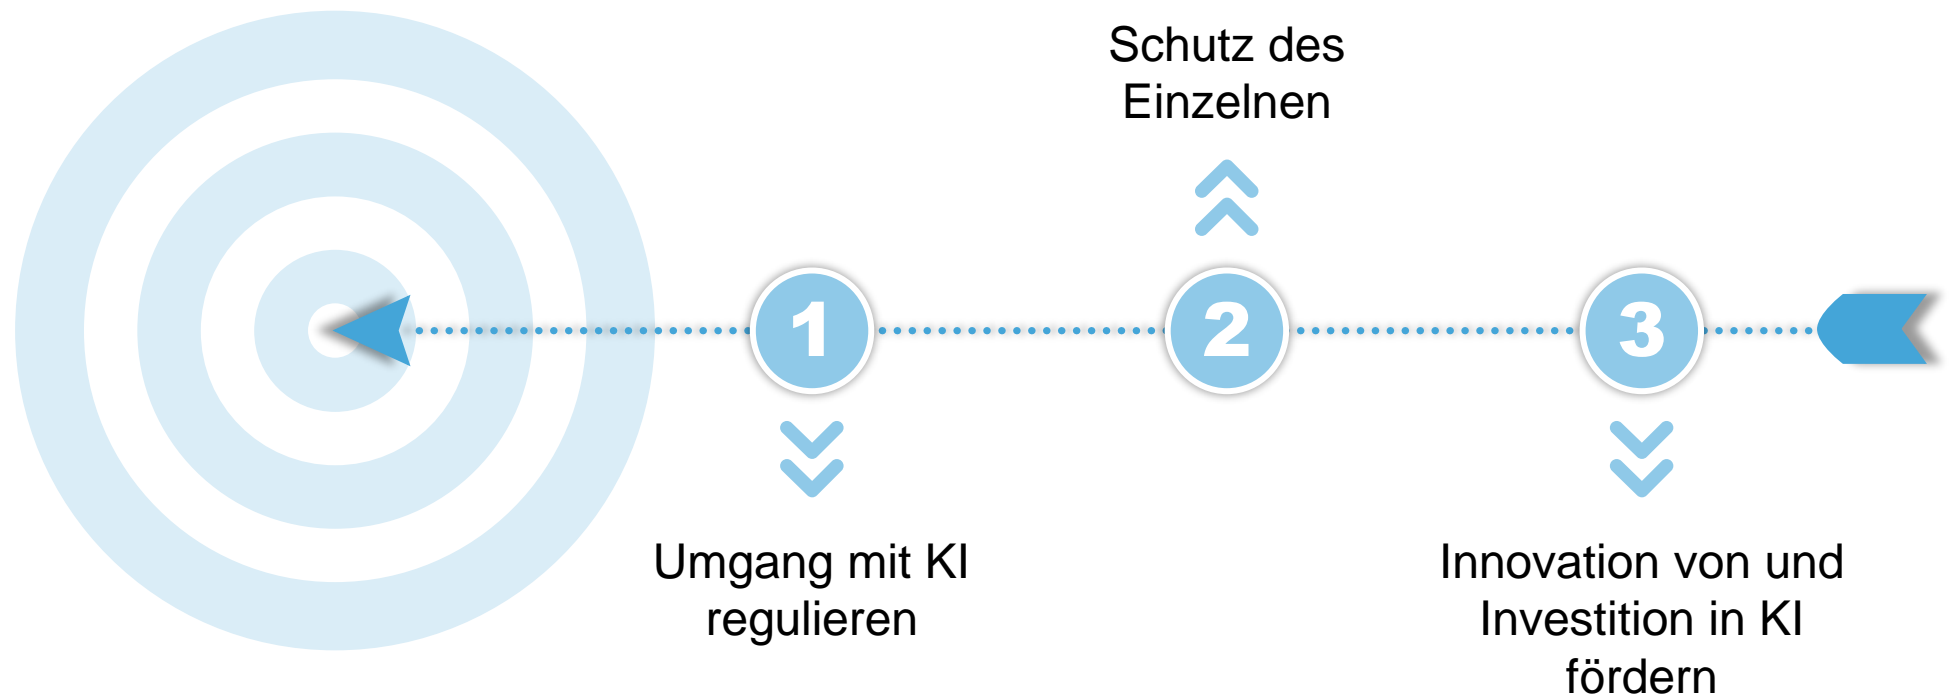 Schutz des
Einzelnen
1
2
3
Umgang mit KI
regulieren
Innovation von und
Investition in KI
fördern